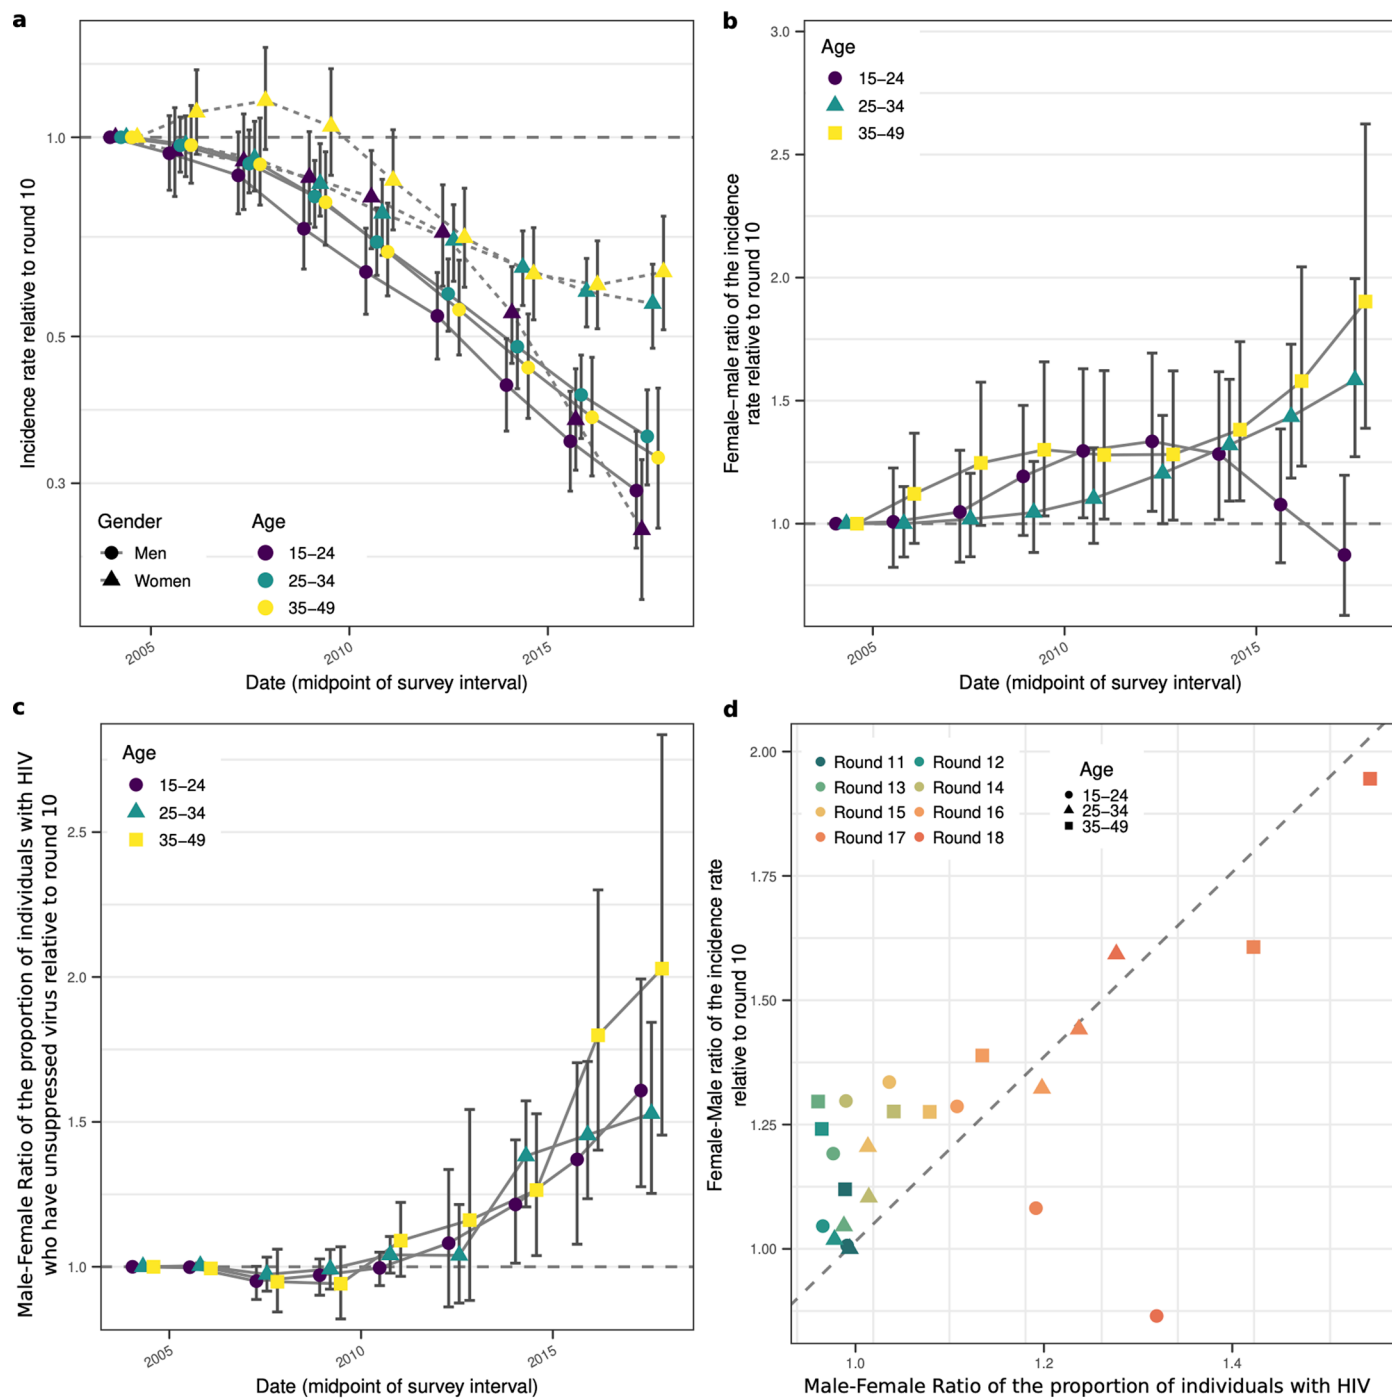 a
Incidence rate relative to round 10
1.0
0.5
0.3
Gender
Men
Women
Age
15–24
25–34
35–49
2005
2010
2015
Date (midpoint of survey interval)
b
Female–male ratio of the incidence
rate relative to round 10
3.0
2.5
2.0
1.5
1.0
Age
15–24
25–34
35–49
2005
2010
2015
Date (midpoint of survey interval)
c
Male-Female Ratio of the proportion of individuals with HIV
who have unsuppressed virus relative to round 10
2.5
2.0
1.5
1.0
Age
15–24
25–34
35–49
2005
2010
2015
Date (midpoint of survey interval)
d
Female-Male ratio of the incidence rate
relative to round 10
2.00
1.75
1.50
1.25
1.00
Round 11 Round 12
Round 13 Round 14
Round 15 Round 16
Round 17 Round 18
Age
15–24
25–34
35–49
1.0
1.2
1.4
Male-Female Ratio of the proportion of individuals with HIV